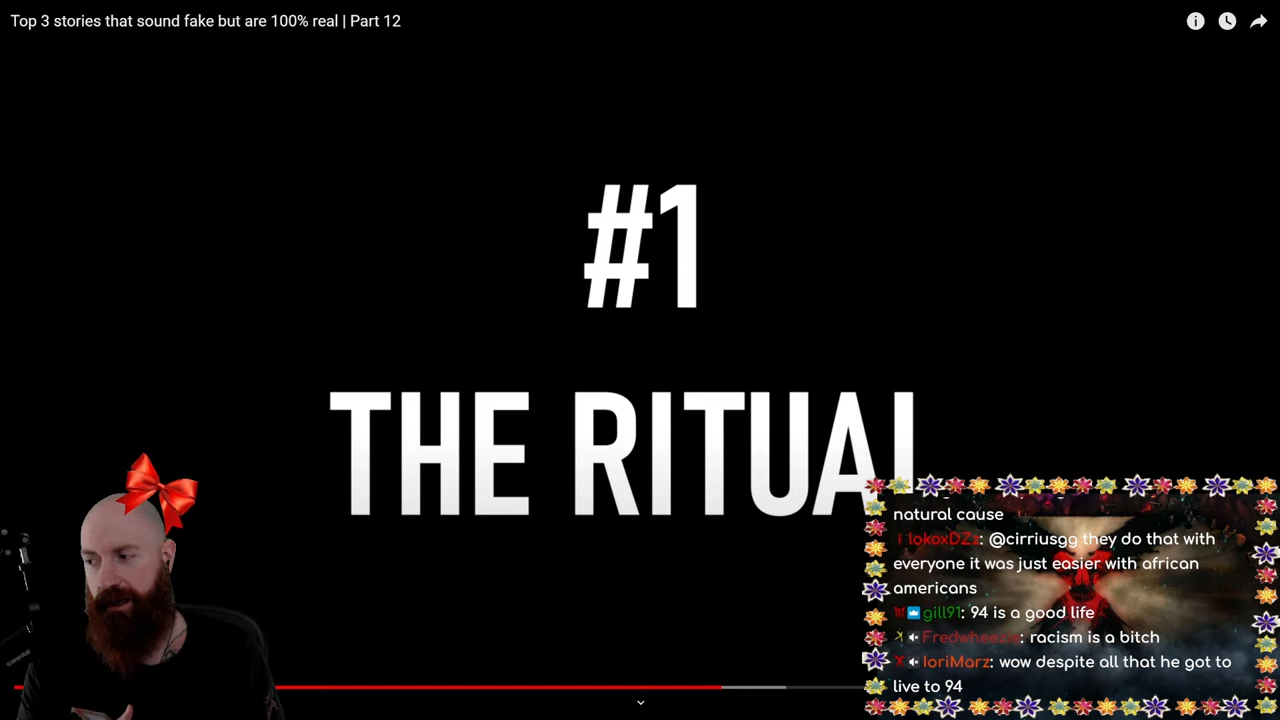 Top 3 stories that sound fake but are 100% real | Part 12
#1
THE RITUAL
natural cause
lokoxDZz: @cirriusgg they do that with
everyone it was just easier with african
americans
gill91: 94 is a good life
Fredwheezie: racism is a bitch
IoriMarz: wow despite all that he got to
live to 94